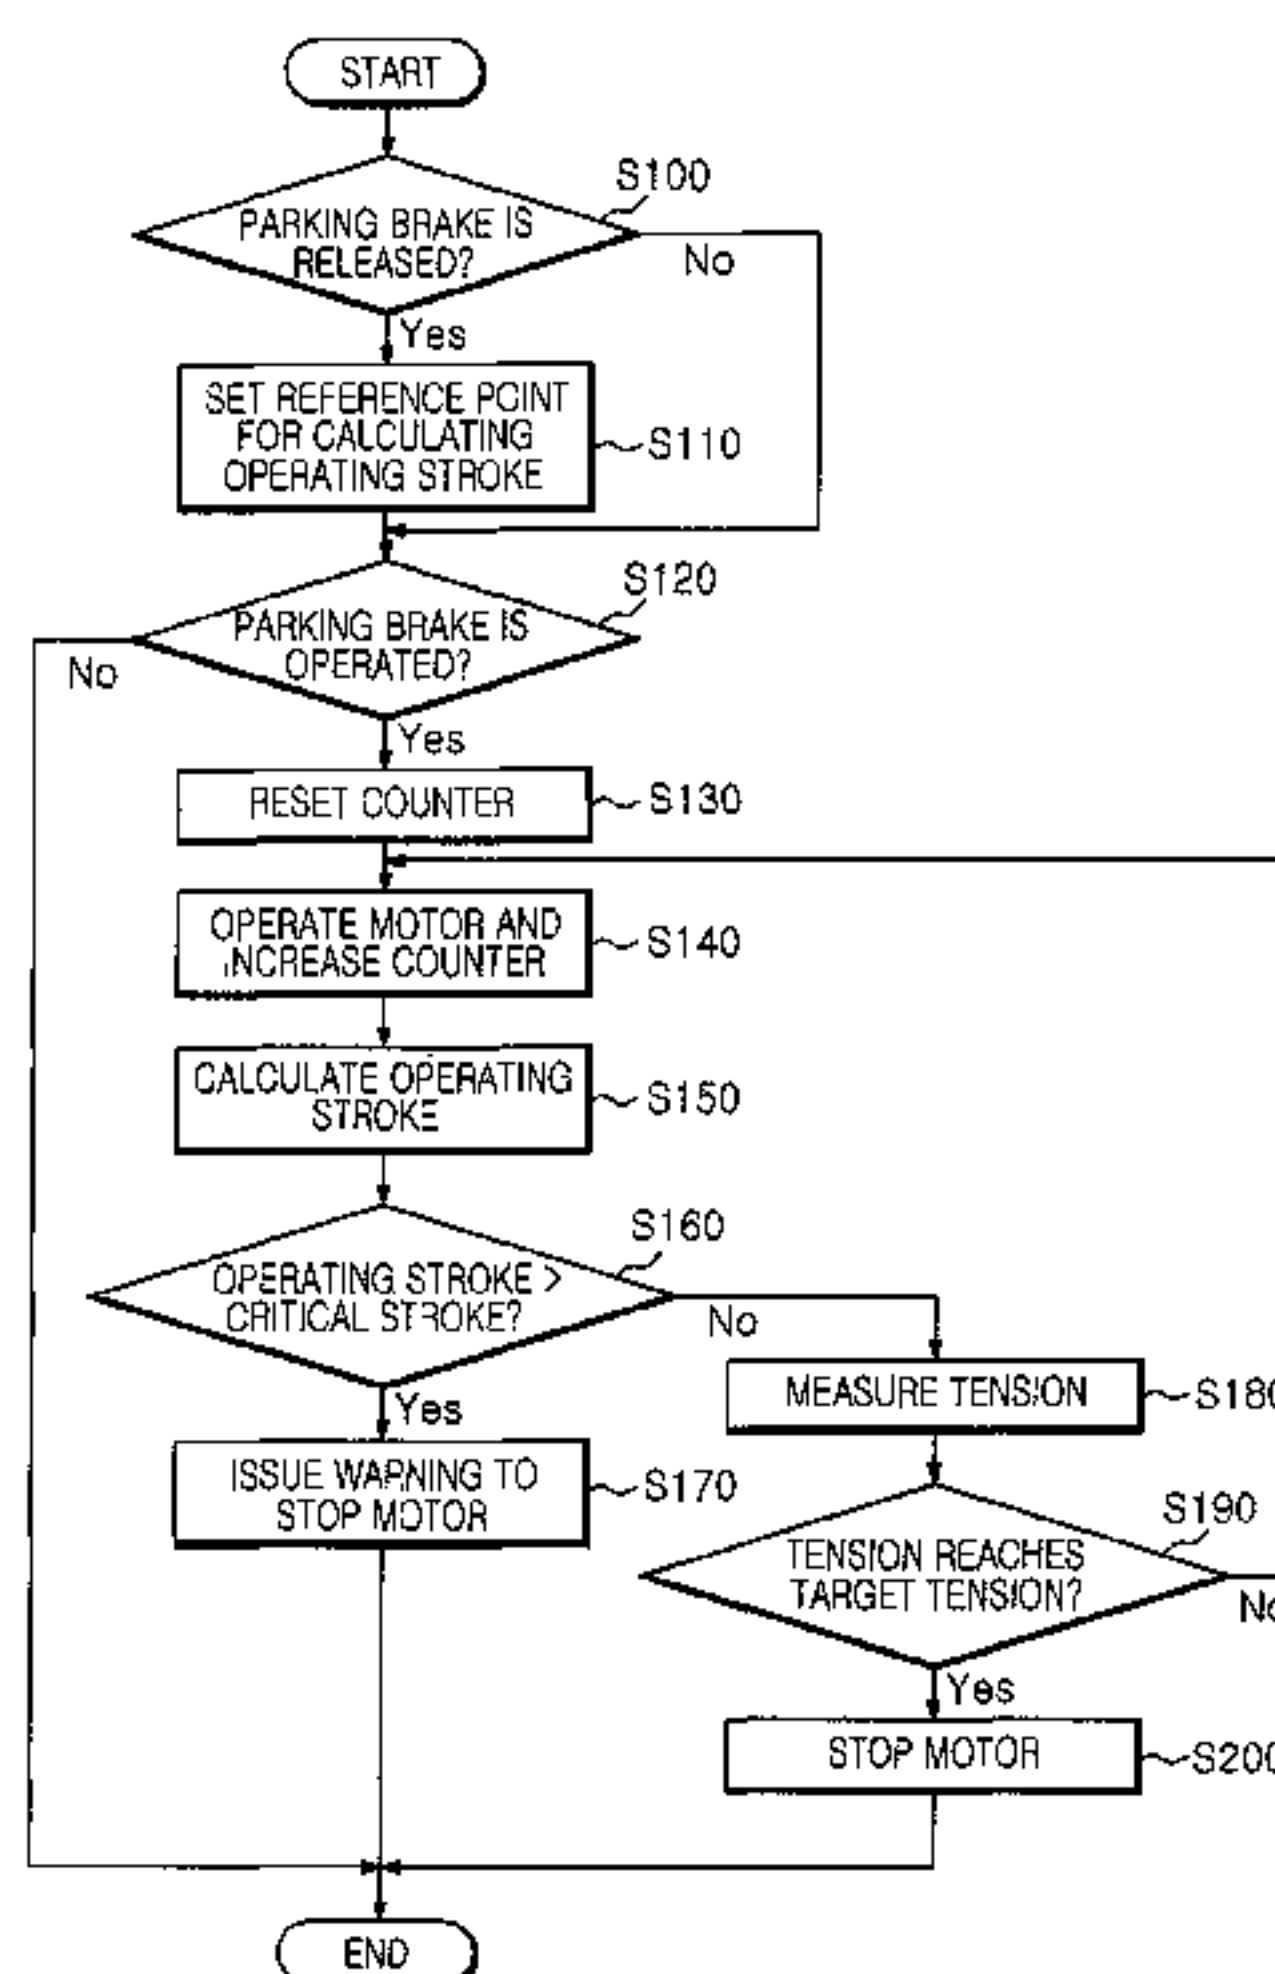 START
S100
PARKING BRAKE IS
RELEASED?
No
Yes
SET REFERENCE POINT
FOR CALCULATING
OPERATING STROKE
S110
S120
PARKING BRAKE IS
OPERATED?
No
Yes
RESET COUNTER
S130
OPERATE MOTOR AND
INCREASE COUNTER
S140
CALCULATE OPERATING
STROKE
S150
S160
OPERATING STROKE >
CRITICAL STROKE?
No
Yes
MEASURE TENSION
S180
ISSUE WARNING TO
STOP MOTOR
S170
S190
TENSION REACHES
TARGET TENSION?
No
Yes
STOP MOTOR
S200
END